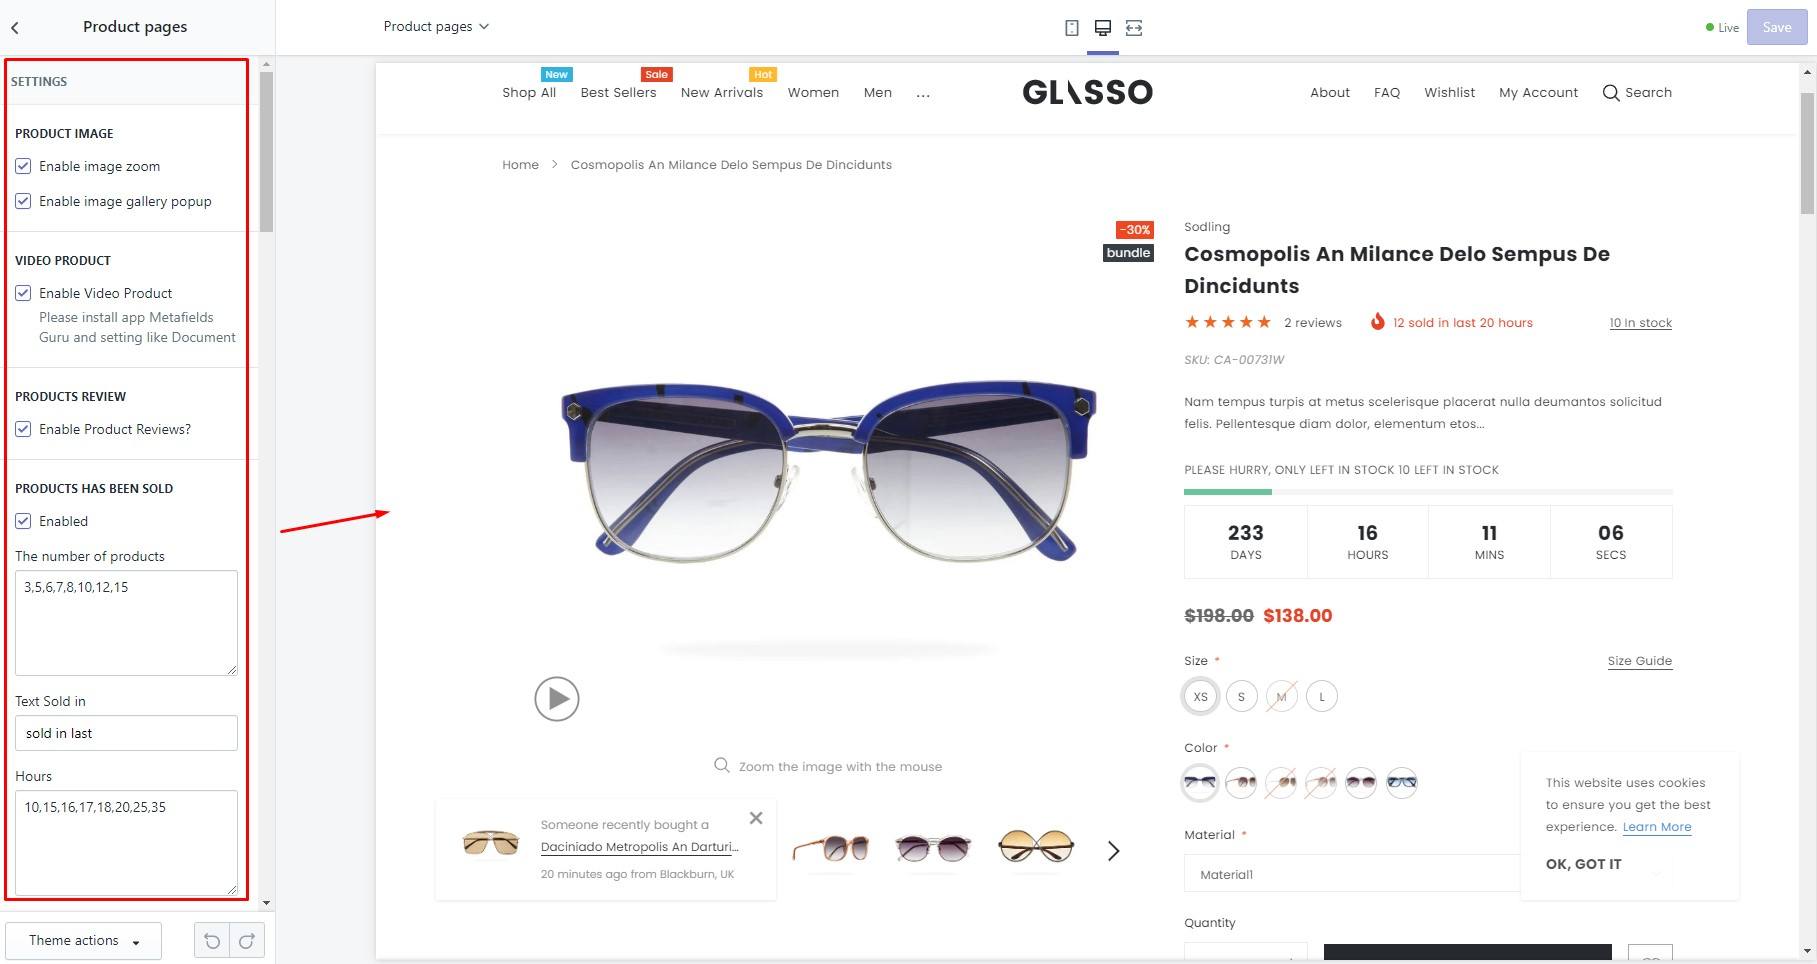 Product pages
SETTINGS
PRODUCT IMAGE
Enable image zoom
Enable image gallery popup
VIDEO PRODUCT
Enable Video Product
Please install app Metafields
Guru and setting like Document
PRODUCTS REVIEW
Enable Product Reviews?
PRODUCTS HAS BEEN SOLD
Enabled
The number of products
3,5,6,7,8,10,12,15
Text Sold in
sold in last
Hours
10,15,16,17,18,20,25,35
Theme actions
Product pages
Live
Save
New
Sale
Hot
Shop All Best Sellers New Arrivals Women Men ...
GLASSO
About FAQ Wishlist My Account Search
Home > Cosmopolis An Milance Delo Sempus De Dincidunts
-30%
bundle
Sodling
Cosmopolis An Milance Delo Sempus De
Dincidunts
2 reviews 12 sold in last 20 hours 10 In stock
SKU: CA-00731W
Nam tempus turpis at metus scelerisque placerat nulla deumantos solicitud
felis. Pellentesque diam dolor, elementum etos...
PLEASE HURRY, ONLY LEFT IN STOCK 10 LEFT IN STOCK
233 16 11 06
DAYS HOURS MINS SECS
$198.00 $138.00
Size * Size Guide
XS S M L
Color *
Material *
Material1
Quantity
Zoom the image with the mouse
Someone recently bought a
Daciniado Metropolis An Darturi...
20 minutes ago from Blackburn, UK
This website uses cookies
to ensure you get the best
experience. Learn More
OK, GOT IT